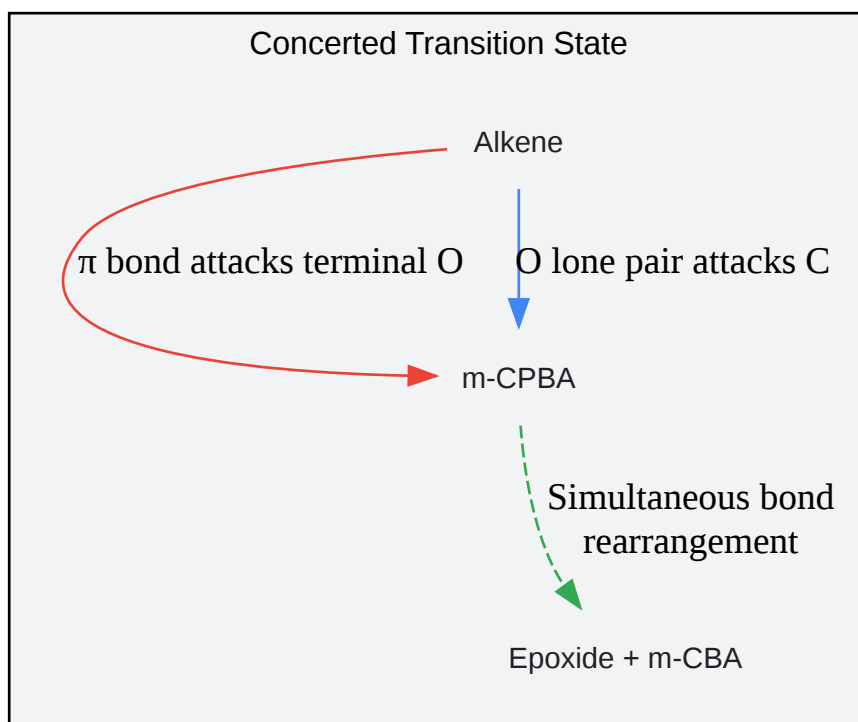 Concerted Transition State
Alkene
π bond attacks terminal O
O lone pair attacks C
m-CPBA
Simultaneous bond
rearrangement
Epoxide + m-CBA